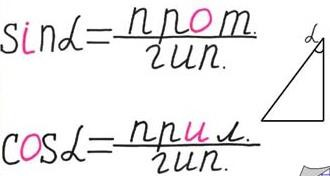 sinα = прот.
гип.
α
cosα = прил.
гип.